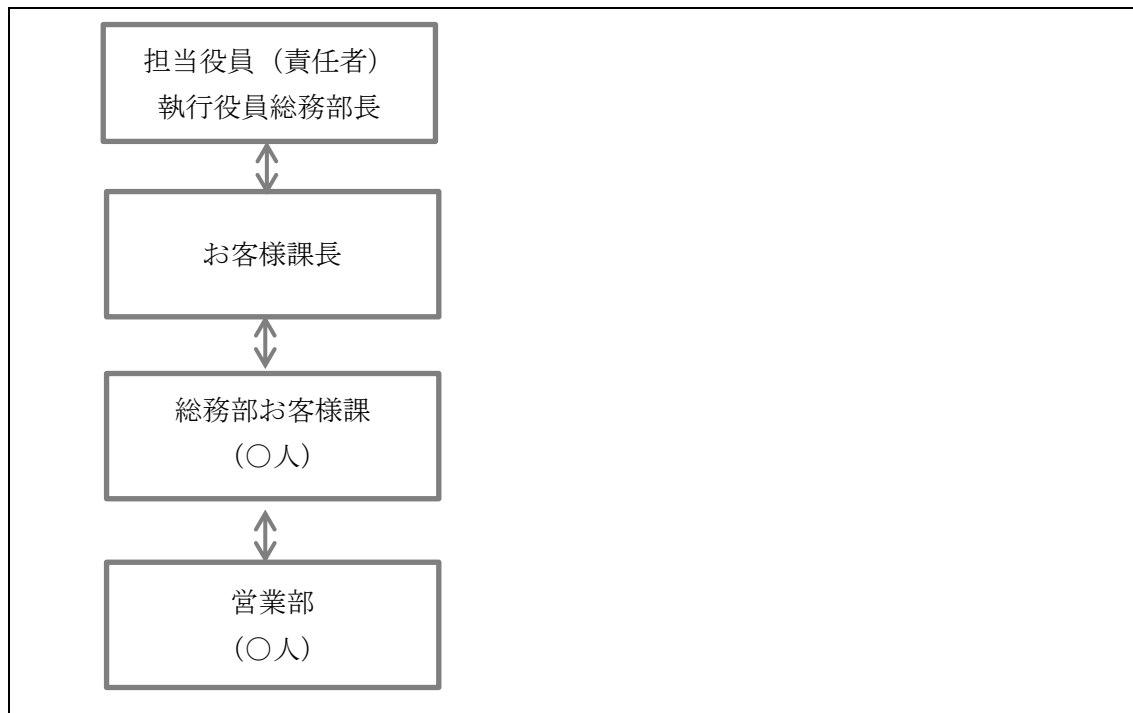 担当役員（責任者）
執行役員総務部長
お客様課長
総務部お客様課
（○人）
営業部
（○人）